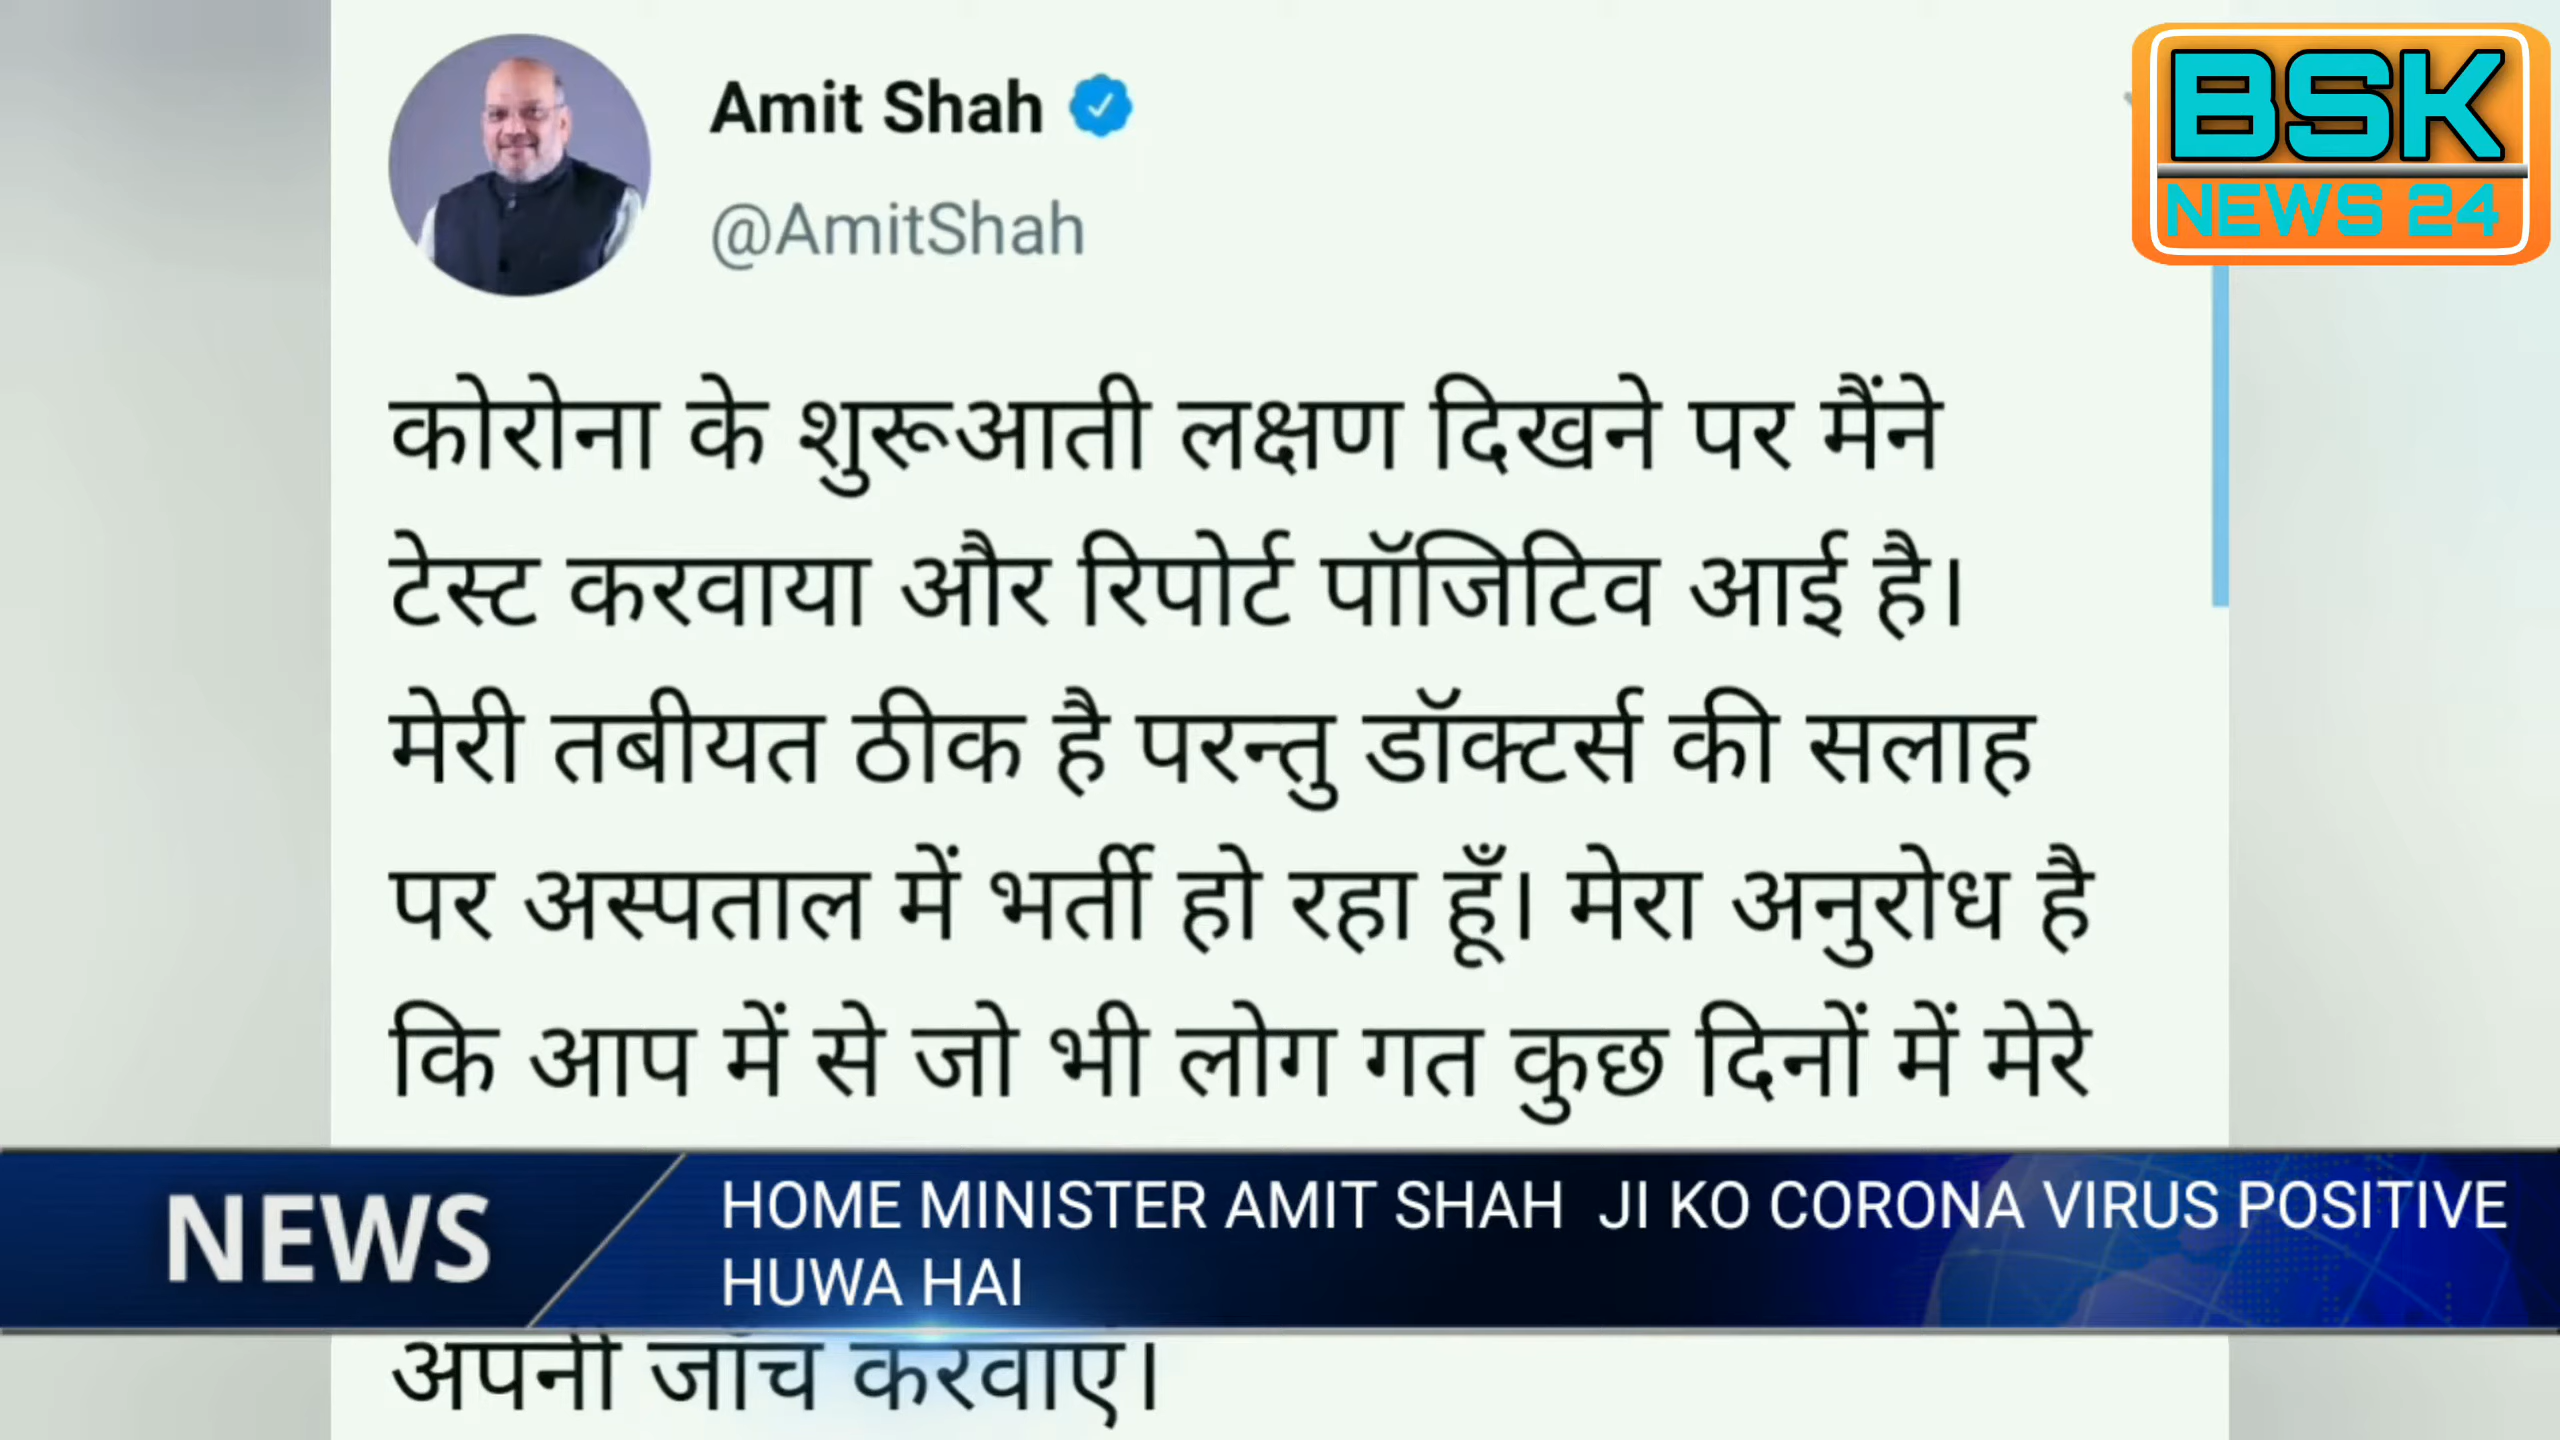 Amit Shah
@AmitShah
BSK
NEWS 24
कोरोना के शुरूआती लक्षण दिखने पर मैंने
टेस्ट करवाया और रिपोर्ट पॉजिटिव आई है।
मेरी तबीयत ठीक है परन्तु डॉक्टर्स की सलाह
पर अस्पताल में भर्ती हो रहा हूँ। मेरा अनुरोध है
कि आप में से जो भी लोग गत कुछ दिनों में मेरे
NEWS
HOME MINISTER AMIT SHAH JI KO CORONA VIRUS POSITIVE
HUWA HAI
अपनी जाँच करवाएं।